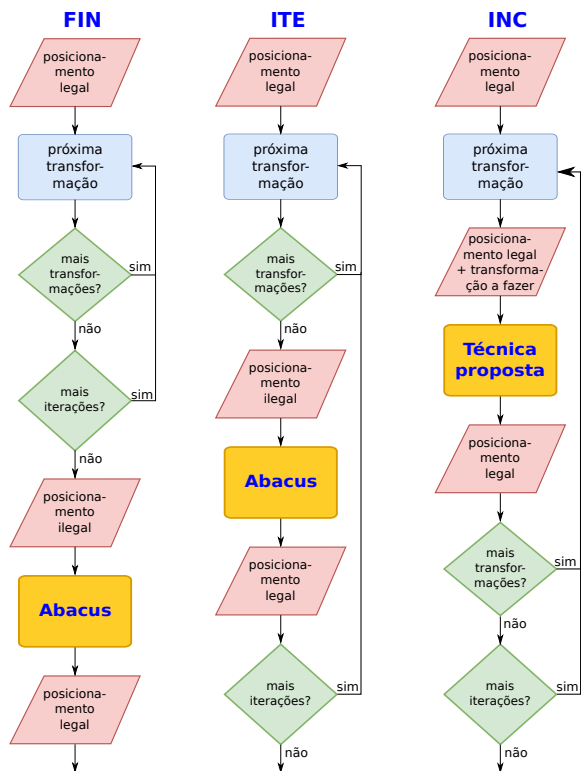 FIN
posiciona-
mento
legal
próxima
transfor-
mação
mais
transfor-
mações?
sim
não
mais
iterações?
sim
não
posiciona-
mento
ilegal
Abacus
posiciona-
mento
legal
ITE
posiciona-
mento
legal
próxima
transfor-
mação
mais
transfor-
mações?
sim
não
posiciona-
mento
ilegal
Abacus
posiciona-
mento
legal
mais
iterações?
sim
não
INC
posiciona-
mento
legal
próxima
transfor-
mação
posiciona-
mento legal
+ transforma-
ção a fazer
Técnica
proposta
posiciona-
mento
legal
mais
transfor-
mações?
sim
não
mais
iterações?
sim
não